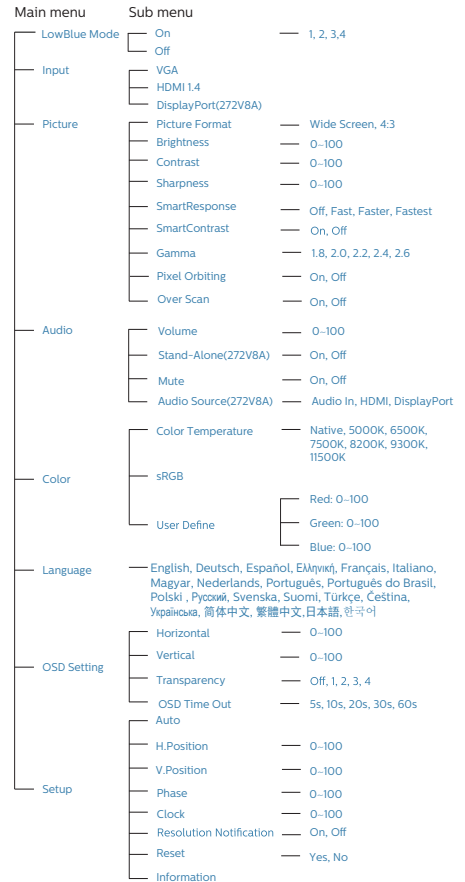 Main menu Sub menu
LowBlue Mode On 1, 2, 3,4
Off
Input VGA
HDMI 1.4
DisplayPort(272V8A)
Picture Picture Format Wide Screen, 4:3
Brightness 0–100
Contrast 0–100
Sharpness 0–100
SmartResponse Off, Fast, Faster, Fastest
SmartContrast On, Off
Gamma 1.8, 2.0, 2.2, 2.4, 2.6
Pixel Orbiting On, Off
Over Scan On, Off
Audio Volume 0–100
Stand-Alone(272V8A) On, Off
Mute On, Off
Audio Source(272V8A) Audio In, HDMI, DisplayPort
Color Temperature Native, 5000K, 6500K,
7500K, 8200K, 9300K,
11500K
Color sRGB
Red: 0–100
User Define Green: 0–100
Blue: 0–100
Language English, Deutsch, Español, Ελληνική, Français, Italiano,
Magyar, Nederlands, Português, Português do Brasil,
Polski , Русский, Svenska, Suomi, Türkçe, Čeština,
Українська, 简体中文, 繁體中文,日本語,한국어
Horizontal 0–100
Vertical 0–100
OSD Setting
Transparency Off, 1, 2, 3, 4
OSD Time Out 5s, 10s, 20s, 30s, 60s
Auto
H.Position 0–100
V.Position 0–100
Setup Phase 0–100
Clock 0–100
Resolution Notification On, Off
Reset Yes, No
Information